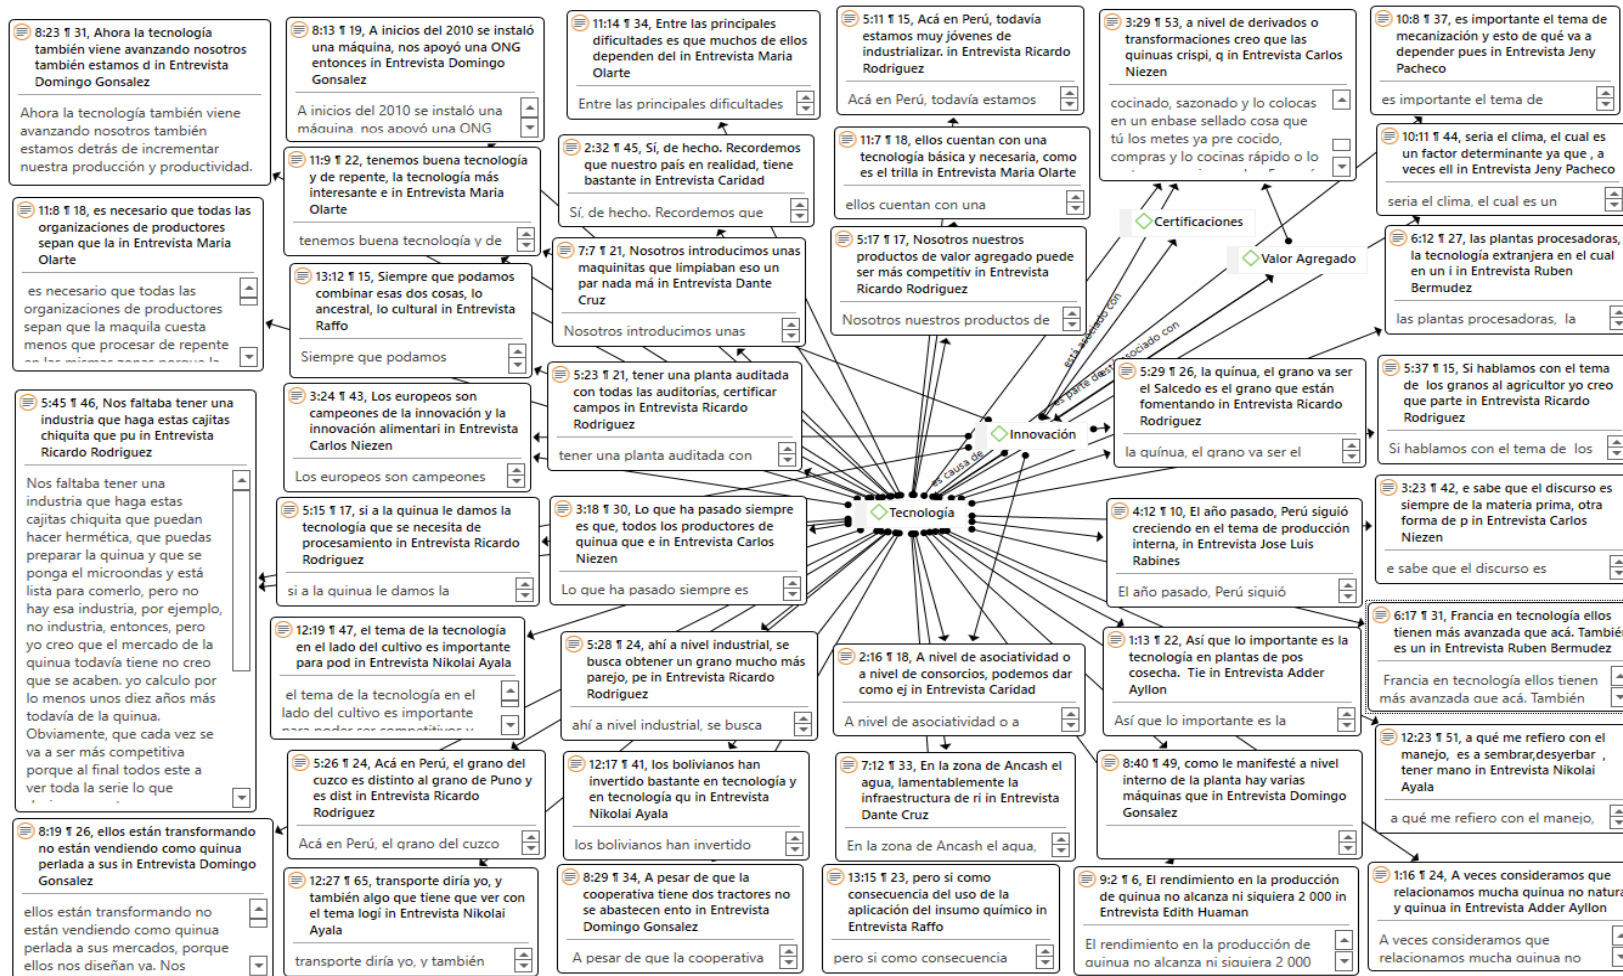 8:23 ¶ 31, Ahora la tecnología
también viene avanzando nosotros
también estamos d in Entrevista
Domingo Gonsalez
Ahora la tecnología también viene
avanzando nosotros también
estamos detrás de incrementar
nuestra producción y productividad.
8:13 ¶ 19, A inicios del 2010 se instaló
una máquina, nos apoyó una ONG
entonces in Entrevista Domingo
Gonsalez
A inicios del 2010 se instaló una
máquina, nos apoyó una ONG
11:14 ¶ 34, Entre las principales
dificultades es que muchos de ellos
dependen del in Entrevista Maria
Olarte
Entre las principales dificultades
5:11 ¶ 15, Acá en Perú, todavía
estamos muy jóvenes de
industrializar. in Entrevista Ricardo
Rodriguez
Acá en Perú, todavía estamos
3:29 ¶ 53, a nivel de derivados o
transformaciones creo que las
quinuas crispi, q in Entrevista Carlos
Niezen
cocinado, sazonado y lo colocas
en un enbase sellado cosa que
tú los metes ya pre cocido,
compras y lo cocinas rápido o lo
10:8 ¶ 37, es importante el tema de
mecanización y esto de qué va a
depender pues in Entrevista Jeny
Pacheco
es importante el tema de
11:9 ¶ 22, tenemos buena tecnología
y de repente, la tecnología más
interesante e in Entrevista Maria
Olarte
tenemos buena tecnología y de
2:32 ¶ 45, Sí, de hecho. Recordemos
que nuestro país en realidad, tiene
bastante in Entrevista Caridad
Sí, de hecho. Recordemos que
11:7 ¶ 18, ellos cuentan con una
tecnología básica y necesaria, como
es el trilla in Entrevista Maria Olarte
ellos cuentan con una
10:11 ¶ 44, seria el clima, el cual es
un factor determinante ya que , a
veces ell in Entrevista Jeny Pacheco
seria el clima, el cual es un
11:8 ¶ 18, es necesario que todas las
organizaciones de productores
sepan que la in Entrevista Maria
Olarte
es necesario que todas las
organizaciones de productores
sepan que la maquila cuesta
menos que procesar de repente
en las mismas zonas porque la
Certificaciones
Valor Agregado
13:12 ¶ 15, Siempre que podamos
combinar esas dos cosas, lo
ancestral, lo cultural in Entrevista
Raffo
Siempre que podamos
7:7 ¶ 21, Nosotros introducimos unas
maquinitas que limpiaban eso un
par nada má in Entrevista Dante
Cruz
Nosotros introducimos unas
5:17 ¶ 17, Nosotros nuestros
productos de valor agregado puede
ser más competitiv in Entrevista
Ricardo Rodriguez
Nosotros nuestros productos de
6:12 ¶ 27, las plantas procesadoras,
la tecnología extranjera en el cual
en un i in Entrevista Ruben
Bermudez
las plantas procesadoras, la
está asociado con
es parte de
está asociado con
es causa de
5:45 ¶ 46, Nos faltaba tener una
industria que haga estas cajitas
chiquita que pu in Entrevista
Ricardo Rodriguez
Nos faltaba tener una
industria que haga estas
cajitas chiquita que puedan
hacer hermética, que puedas
preparar la quinua y que se
ponga el microondas y está
lista para comerlo, pero no
hay esa industria, por ejemplo,
no industria, entonces, pero
yo creo que el mercado de la
quinua todavía tiene no creo
que se acaben. yo calculo por
lo menos unos diez años más
todavía de la quinua.
Obviamente, que cada vez se
va a ser más competitiva
porque al final todos este a
ver toda la serie lo que
3:24 ¶ 43, Los europeos son
campeones de la innovación y la
innovación alimentari in Entrevista
Carlos Niezen
Los europeos son campeones
5:23 ¶ 21, tener una planta auditada
con todas las auditorías, certificar
campos in Entrevista Ricardo
Rodriguez
tener una planta auditada con
Innovación
5:29 ¶ 26, la quínua, el grano va ser
el Salcedo es el grano que están
fomentando in Entrevista Ricardo
Rodriguez
la quínua, el grano va ser el
5:37 ¶ 15, Si hablamos con el tema
de los granos al agricultor yo creo
que parte in Entrevista Ricardo
Rodriguez
Si hablamos con el tema de los
5:15 ¶ 17, si a la quinua le damos la
tecnología que se necesita de
procesamiento in Entrevista Ricardo
Rodriguez
si a la quinua le damos la
3:18 ¶ 30, Lo que ha pasado siempre
es que, todos los productores de
quinua que e in Entrevista Carlos
Niezen
Lo que ha pasado siempre es
Tecnología
4:12 ¶ 10, El año pasado, Perú siguió
creciendo en el tema de producción
interna, in Entrevista Jose Luis
Rabines
El año pasado, Perú siguió
3:23 ¶ 42, e sabe que el discurso es
siempre de la materia prima, otra
forma de p in Entrevista Carlos
Niezen
e sabe que el discurso es
12:19 ¶ 47, el tema de la tecnología
en el lado del cultivo es importante
para pod in Entrevista Nikolai Ayala
el tema de la tecnología en el
lado del cultivo es importante
para poder ser competitivos y
5:28 ¶ 24, ahí a nivel industrial, se
busca obtener un grano mucho más
parejo, pe in Entrevista Ricardo
Rodriguez
ahí a nivel industrial, se busca
2:16 ¶ 18, A nivel de asociatividad o
a nivel de consorcios, podemos dar
como ej in Entrevista Caridad
A nivel de asociatividad o a
1:13 ¶ 22, Así que lo importante es la
tecnología en plantas de pos
cosecha. Tie in Entrevista Adder
Ayllon
Así que lo importante es la
6:17 ¶ 31, Francia en tecnología ellos
tienen más avanzada que acá. También
es un in Entrevista Ruben Bermudez
Francia en tecnología ellos tienen
más avanzada que acá. También
5:26 ¶ 24, Acá en Perú, el grano del
cuzco es distinto al grano de Puno y
es dist in Entrevista Ricardo
Rodriguez
Acá en Perú, el grano del cuzco
12:17 ¶ 41, los bolivianos han
invertido bastante en tecnología y
en tecnología qu in Entrevista
Nikolai Ayala
los bolivianos han invertido
7:12 ¶ 33, En la zona de Ancash el
agua, lamentablemente la
infraestructura de ri in Entrevista
Dante Cruz
En la zona de Ancash el agua,
8:40 ¶ 49, como le manifesté a nivel
interno de la planta hay varias
máquinas que in Entrevista Domingo
Gonsalez
12:23 ¶ 51, a qué me refiero con el
manejo, es a sembrar,desyerbar ,
tener mano in Entrevista Nikolai
Ayala
a qué me refiero con el manejo,
8:19 ¶ 26, ellos están transformando
no están vendiendo como quinua
perlada a sus in Entrevista Domingo
Gonsalez
ellos están transformando no
están vendiendo como quinua
perlada a sus mercados, porque
ellos nos diseñan ya. Nos
12:27 ¶ 65, transporte diría yo, y
también algo que tiene que ver con
el tema logí in Entrevista Nikolai
Ayala
transporte diría yo, y también
8:29 ¶ 34, A pesar de que la
cooperativa tiene dos tractores no
se abastecen ento in Entrevista
Domingo Gonsalez
A pesar de que la cooperativa
13:15 ¶ 23, pero si como
consecuencia del uso de la
aplicación del insumo químico in
Entrevista Raffo
pero si como consecuencia
9:2 ¶ 6, El rendimiento en la producción
de quinua no alcanza ni siquiera 2 000 in
Entrevista Edith Huaman
El rendimiento en la producción de
quinua no alcanza ni siquiera 2 000
1:16 ¶ 24, A veces consideramos que
relacionamos mucha quinua no natura
y quinua in Entrevista Adder Ayllon
A veces consideramos que
relacionamos mucha quinua no